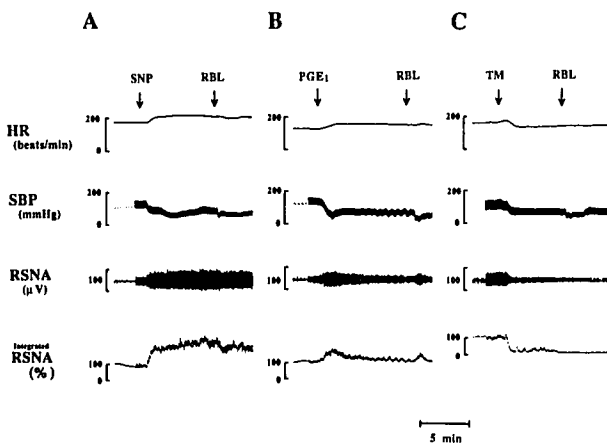 A B C
SNP RBL PGE₁ RBL TM RBL
HR
(beats/min)
200
0
200
0
200
0
SBP
(mmHg)
200
0
200
0
200
0
RSNA
(μV)
100
100
100
Integrated
RSNA
(%)
100
0
100
0
100
0
5 min